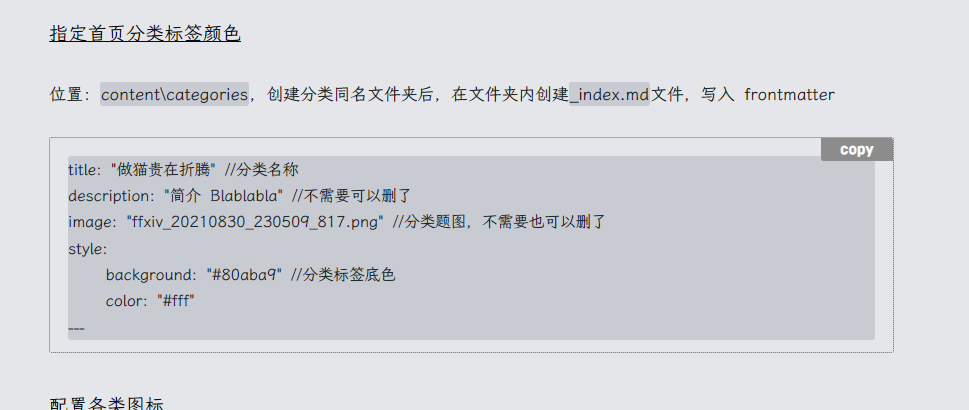 指定首页分类标签颜色
位置：content\categories，创建分类同名文件夹后，在文件夹内创建_index.md文件，写入 frontmatter
copy
title: "做猫贵在折腾" //分类名称
description: "简介 Blablabla" //不需要可以删了
image: "ffxiv_20210830_230509_817.png" //分类题图，不需要也可以删了
style:
background: "#80aba9" //分类标签底色
color: "#fff"
---
配置各类图标